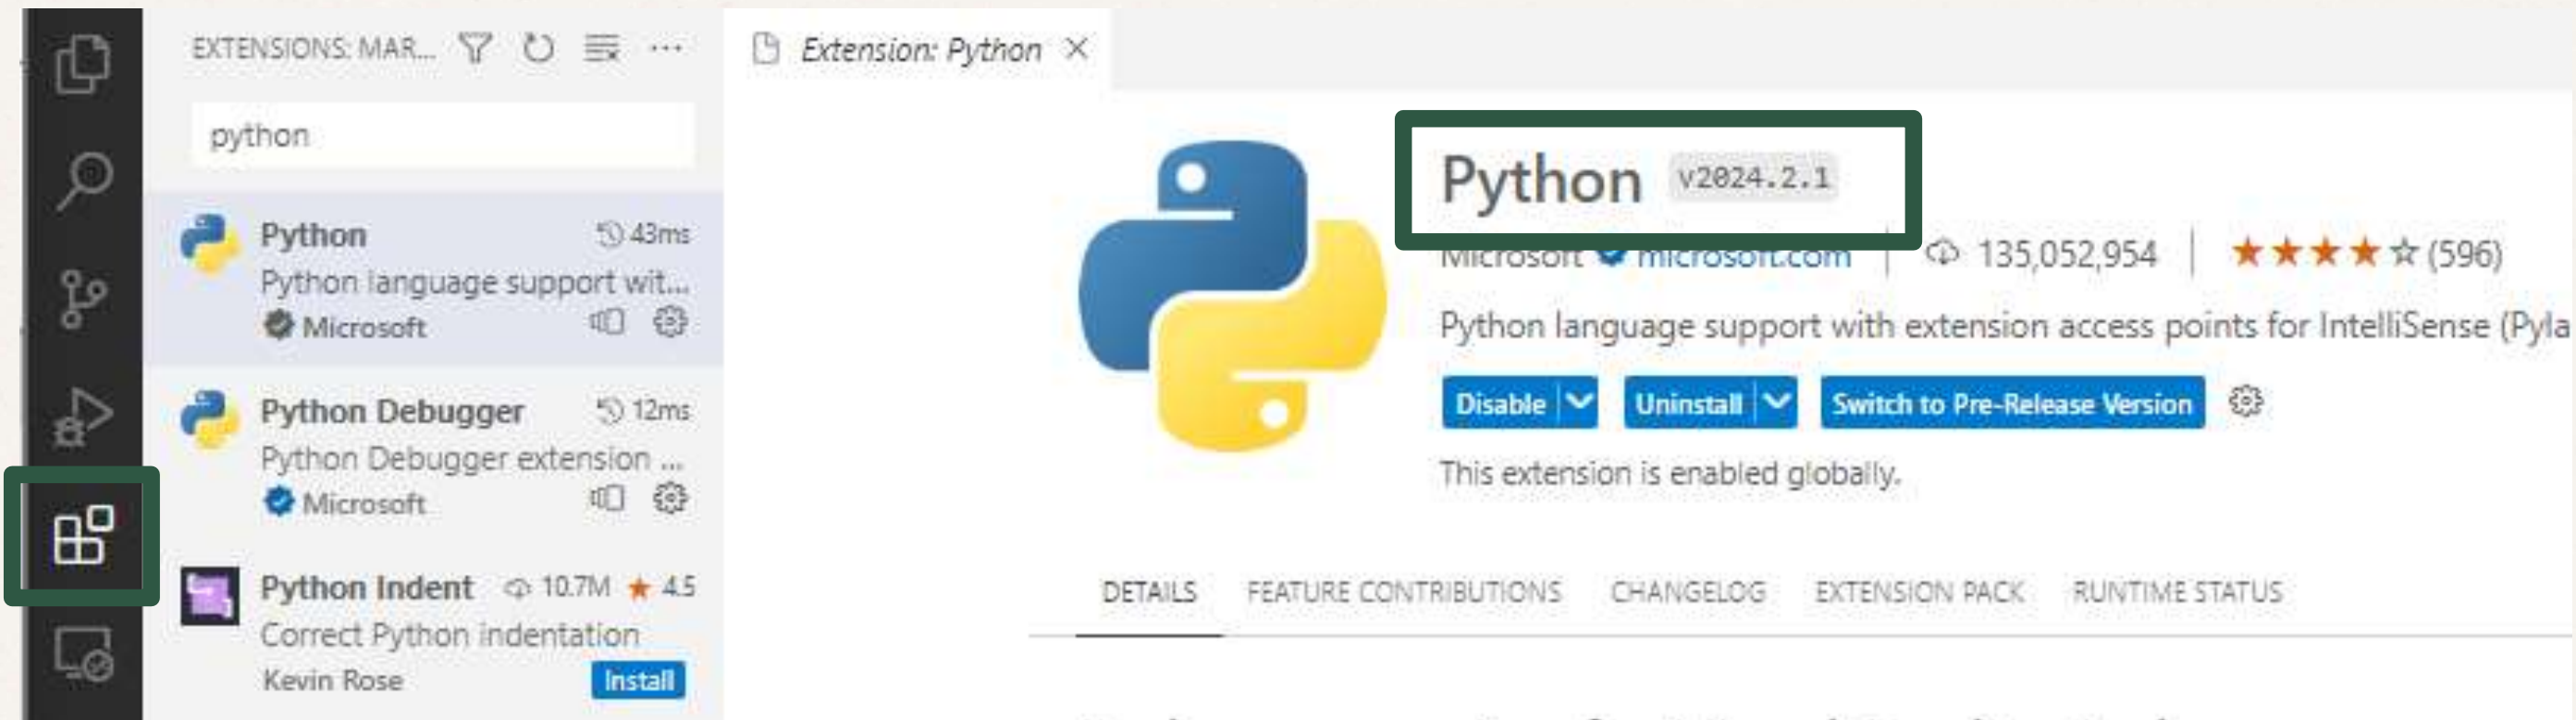 EXTENSIONS: MAR...
python
Python 43ms
Python language support wit...
Microsoft
Python Debugger 12ms
Python Debugger extension ...
Microsoft
Python Indent 10.7M 4.5
Correct Python indentation
Kevin Rose Install
Extension: Python
Python v2024.2.1
Microsoft microsoft.com 135,052,954 (596)
Python language support with extension access points for IntelliSense (Pyla
Disable Uninstall Switch to Pre-Release Version
This extension is enabled globally.
DETAILS FEATURE CONTRIBUTIONS CHANGELOG EXTENSION PACK RUNTIME STATUS